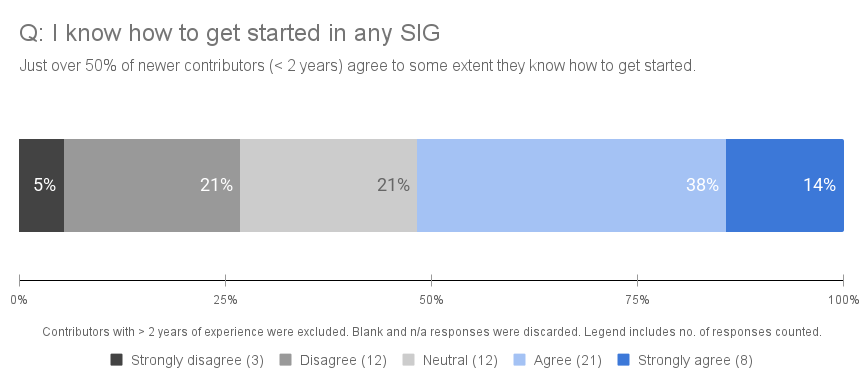 Q: I know how to get started in any SIG
Just over 50% of newer contributors (< 2 years) agree to some extent they know how to get started.
5% 21% 21% 38% 14%
0% 25% 50% 75% 100%
Contributors with > 2 years of experience were excluded. Blank and n/a responses were discarded. Legend includes no. of responses counted.
Strongly disagree (3) Disagree (12) Neutral (12) Agree (21) Strongly agree (8)